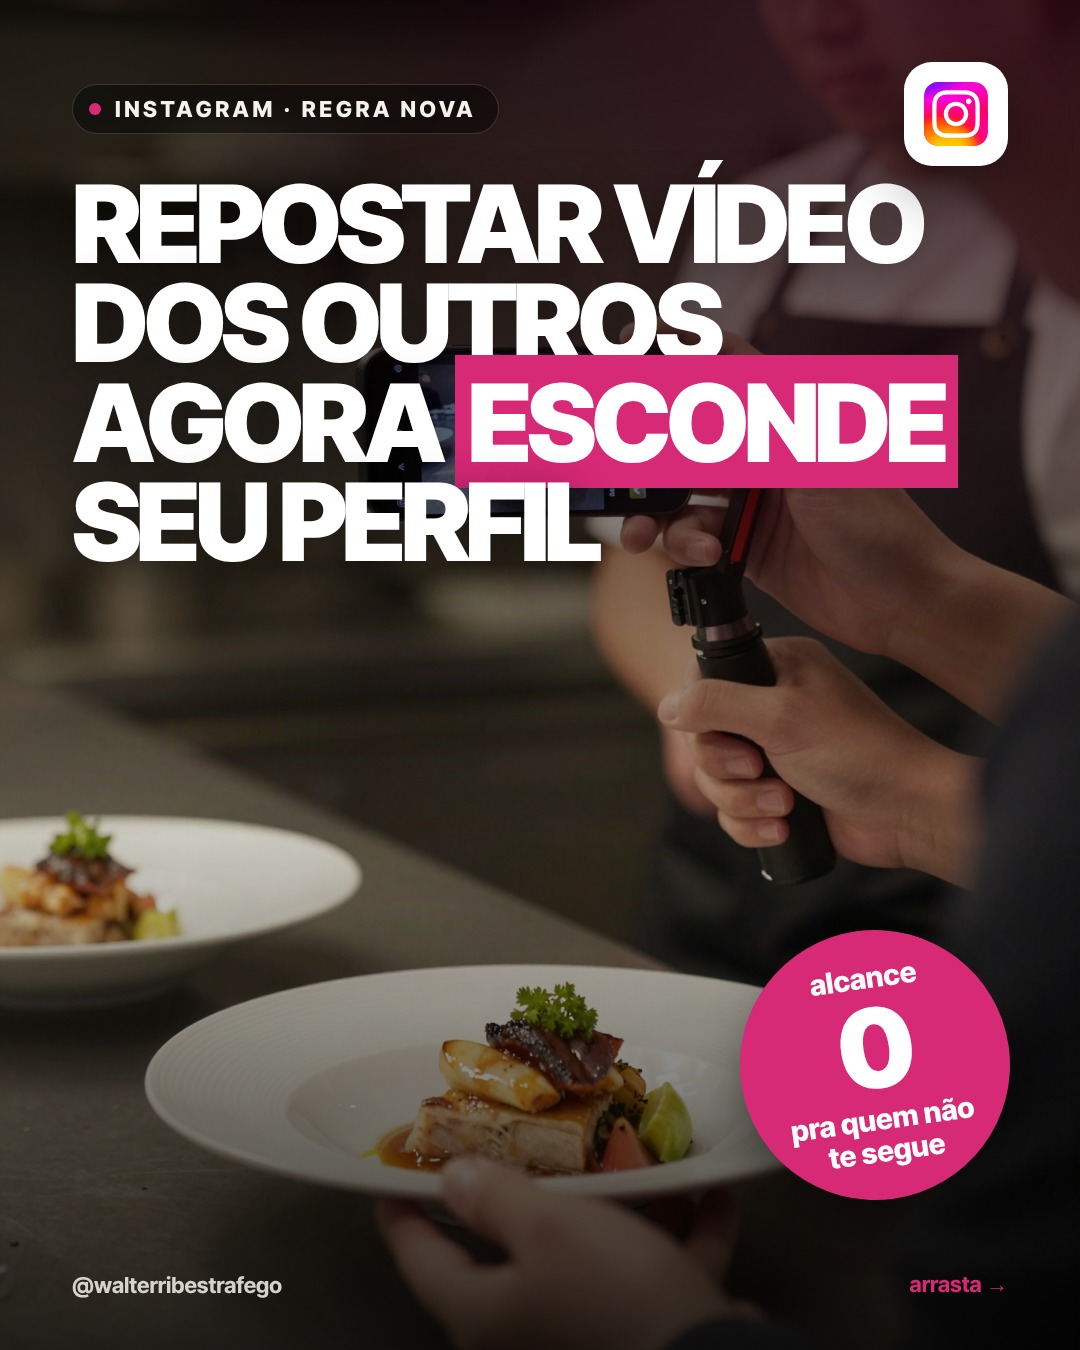 INSTAGRAM · REGRA NOVA
REPOSTAR VÍDEO
DOS OUTROS
AGORA ESCONDE
SEU PERFIL
alcance
0
pra quem não
te segue
@walterribestrafego
arrasta →